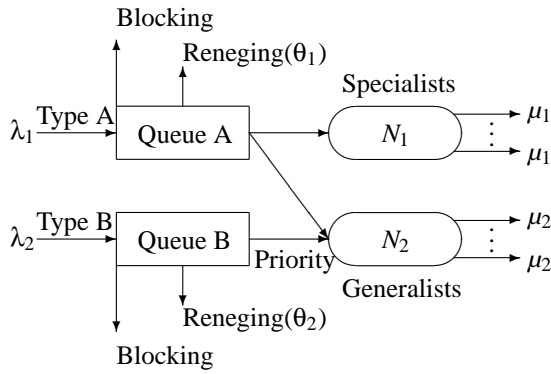 Blocking
Reneging(θ₁)
Specialists
λ₁ Type A
Queue A
N₁
μ₁
μ₁
λ₂ Type B
Queue B
Priority
N₂
μ₂
μ₂
Generalists
Reneging(θ₂)
Blocking